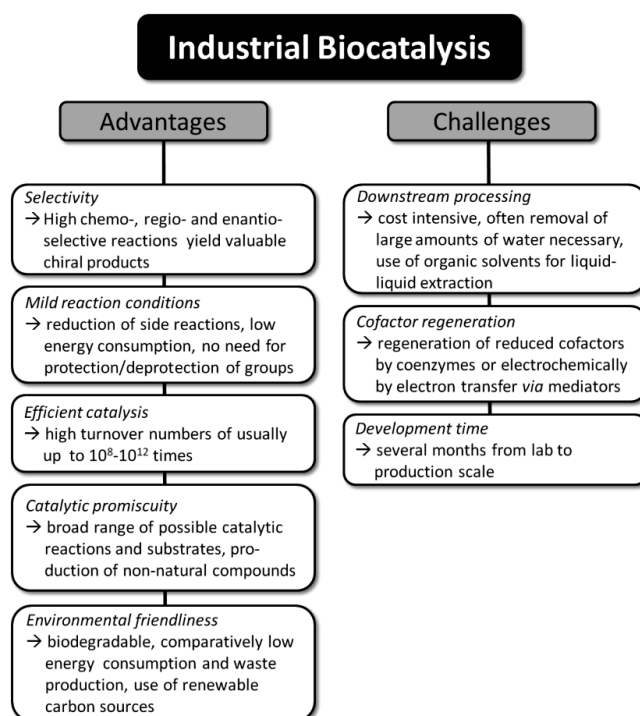 Industrial Biocatalysis
Advantages
Selectivity
→ High chemo-, regio- and enantio-
selective reactions yield valuable
chiral products
Mild reaction conditions
→ reduction of side reactions, low
energy consumption, no need for
protection/deprotection of groups
Efficient catalysis
→ high turnover numbers of usually
up to 10⁸-10¹² times
Catalytic promiscuity
→ broad range of possible catalytic
reactions and substrates, pro-
duction of non-natural compounds
Environmental friendliness
→ biodegradable, comparatively low
energy consumption and waste
production, use of renewable
carbon sources
Challenges
Downstream processing
→ cost intensive, often removal of
large amounts of water necessary,
use of organic solvents for liquid-
liquid extraction
Cofactor regeneration
→ regeneration of reduced cofactors
by coenzymes or electrochemically
by electron transfer via mediators
Development time
→ several months from lab to
production scale